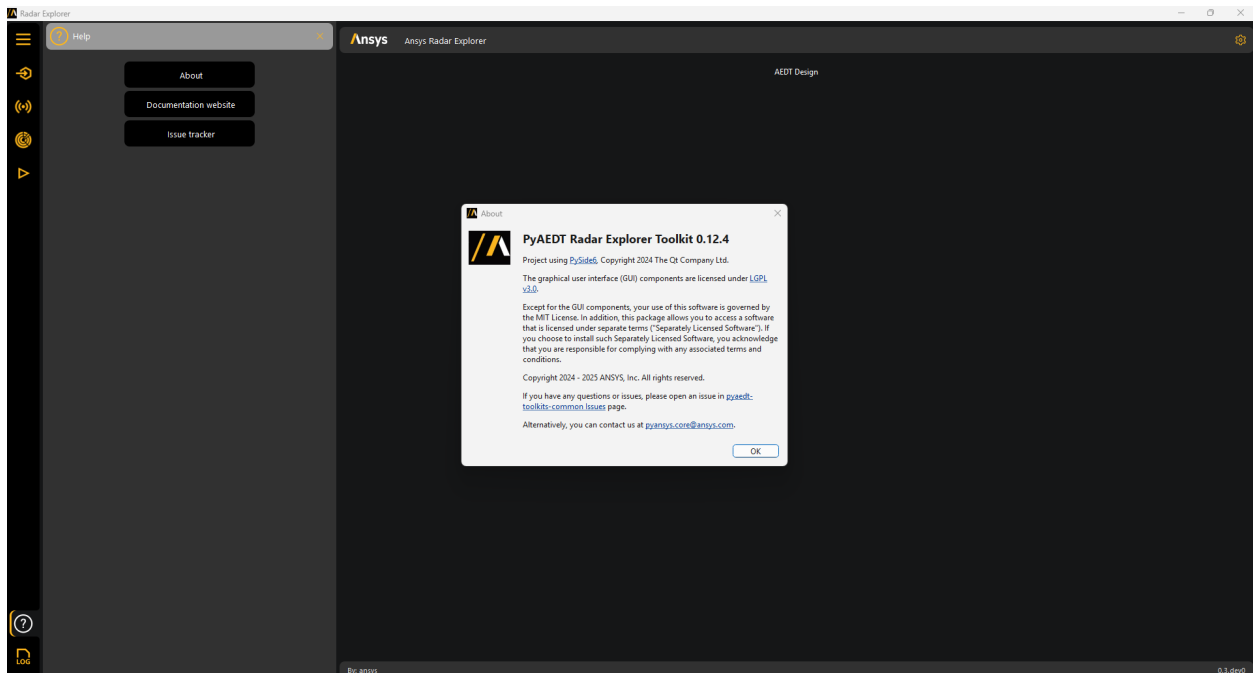 Radar Explorer
Help
About
Documentation website
Issue tracker
Ansys Ansys Radar Explorer
AEDT Design
About
PyAEDT Radar Explorer Toolkit 0.12.4
Project using PySide6, Copyright 2024 The Qt Company Ltd.
The graphical user interface (GUI) components are licensed under LGPL
v3.0.
Except for the GUI components, your use of this software is governed by
the MIT License. In addition, this package allows you to access a software
that is licensed under separate terms ("Separately Licensed Software"). If
you choose to install such Separately Licensed Software, you acknowledge
that you are responsible for complying with any associated terms and
conditions.
Copyright 2024 - 2025 ANSYS, Inc. All rights reserved.
If you have any questions or issues, please open an issue in pyaedt-
toolkits-common Issues page.
Alternatively, you can contact us at pyansys.core@ansys.com.
OK
LOG
By: ansys
0.3.dev0